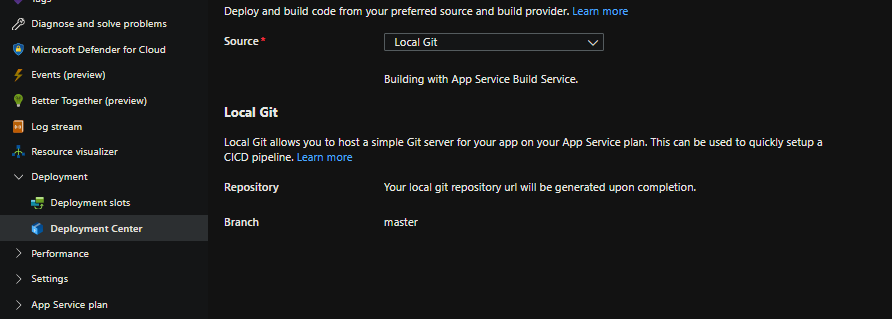 Tags
Diagnose and solve problems
Microsoft Defender for Cloud
Events (preview)
Better Together (preview)
Log stream
Resource visualizer
Deployment
Deployment slots
Deployment Center
Performance
Settings
App Service plan
Deploy and build code from your preferred source and build provider. Learn more
Source*
Local Git
Building with App Service Build Service.
Local Git
Local Git allows you to host a simple Git server for your app on your App Service plan. This can be used to quickly setup a
CICD pipeline. Learn more
Repository
Your local git repository url will be generated upon completion.
Branch
master